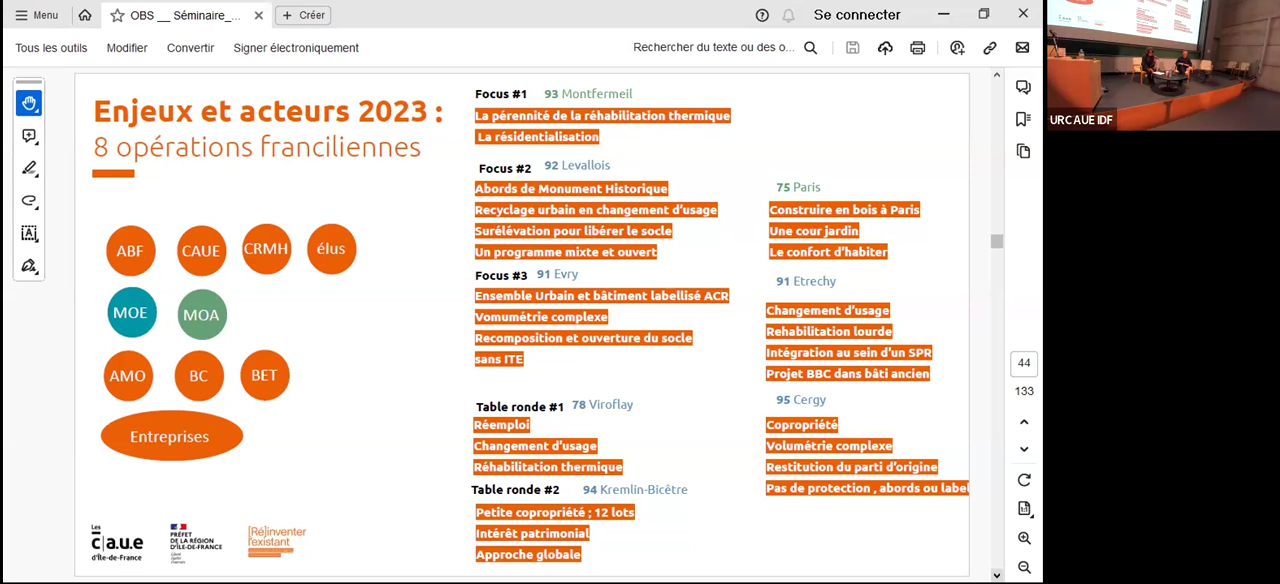 Menu
OBS __ Séminaire_...
Créer
Se connecter
Tous les outils
Modifier
Convertir
Signer électroniquement
Rechercher du texte ou des o...
Enjeux et acteurs 2023 :
8 opérations franciliennes
ABF
CAUE
CRMH
élus
MOE
MOA
AMO
BC
BET
Entreprises
Focus #1 93 Montfermeil
La pérennité de la réhabilitation thermique
La résidentialisation
Focus #2 92 Levallois
Abords de Monument Historique
Recyclage urbain en changement d'usage
Surélévation pour libérer le socle
Un programme mixte et ouvert
Focus #3 91 Evry
Ensemble Urbain et bâtiment labellisé ACR
Vomumétrie complexe
Recomposition et ouverture du socle
sans ITE
Table ronde #1 78 Viroflay
Réemploi
Changement d'usage
Réhabilitation thermique
Table ronde #2 94 Kremlin-Bicêtre
Petite copropriété ; 12 lots
Intérêt patrimonial
Approche globale
75 Paris
Construire en bois à Paris
Une cour jardin
Le confort d'habiter
91 Etrechy
Changement d'usage
Rehabilitation lourde
Intégration au sein d'un SPR
Projet BBC dans bâti ancien
95 Cergy
Copropriété
Volumétrie complexe
Restitution du parti d'origine
Pas de protection , abords ou label
Les
c|a.u.e
d'Île-de-France
PRÉFET
DE LA RÉGION
D'ÎLE-DE-FRANCE
[Ré]inventer
l'existant
44
133
URCAUE IDF